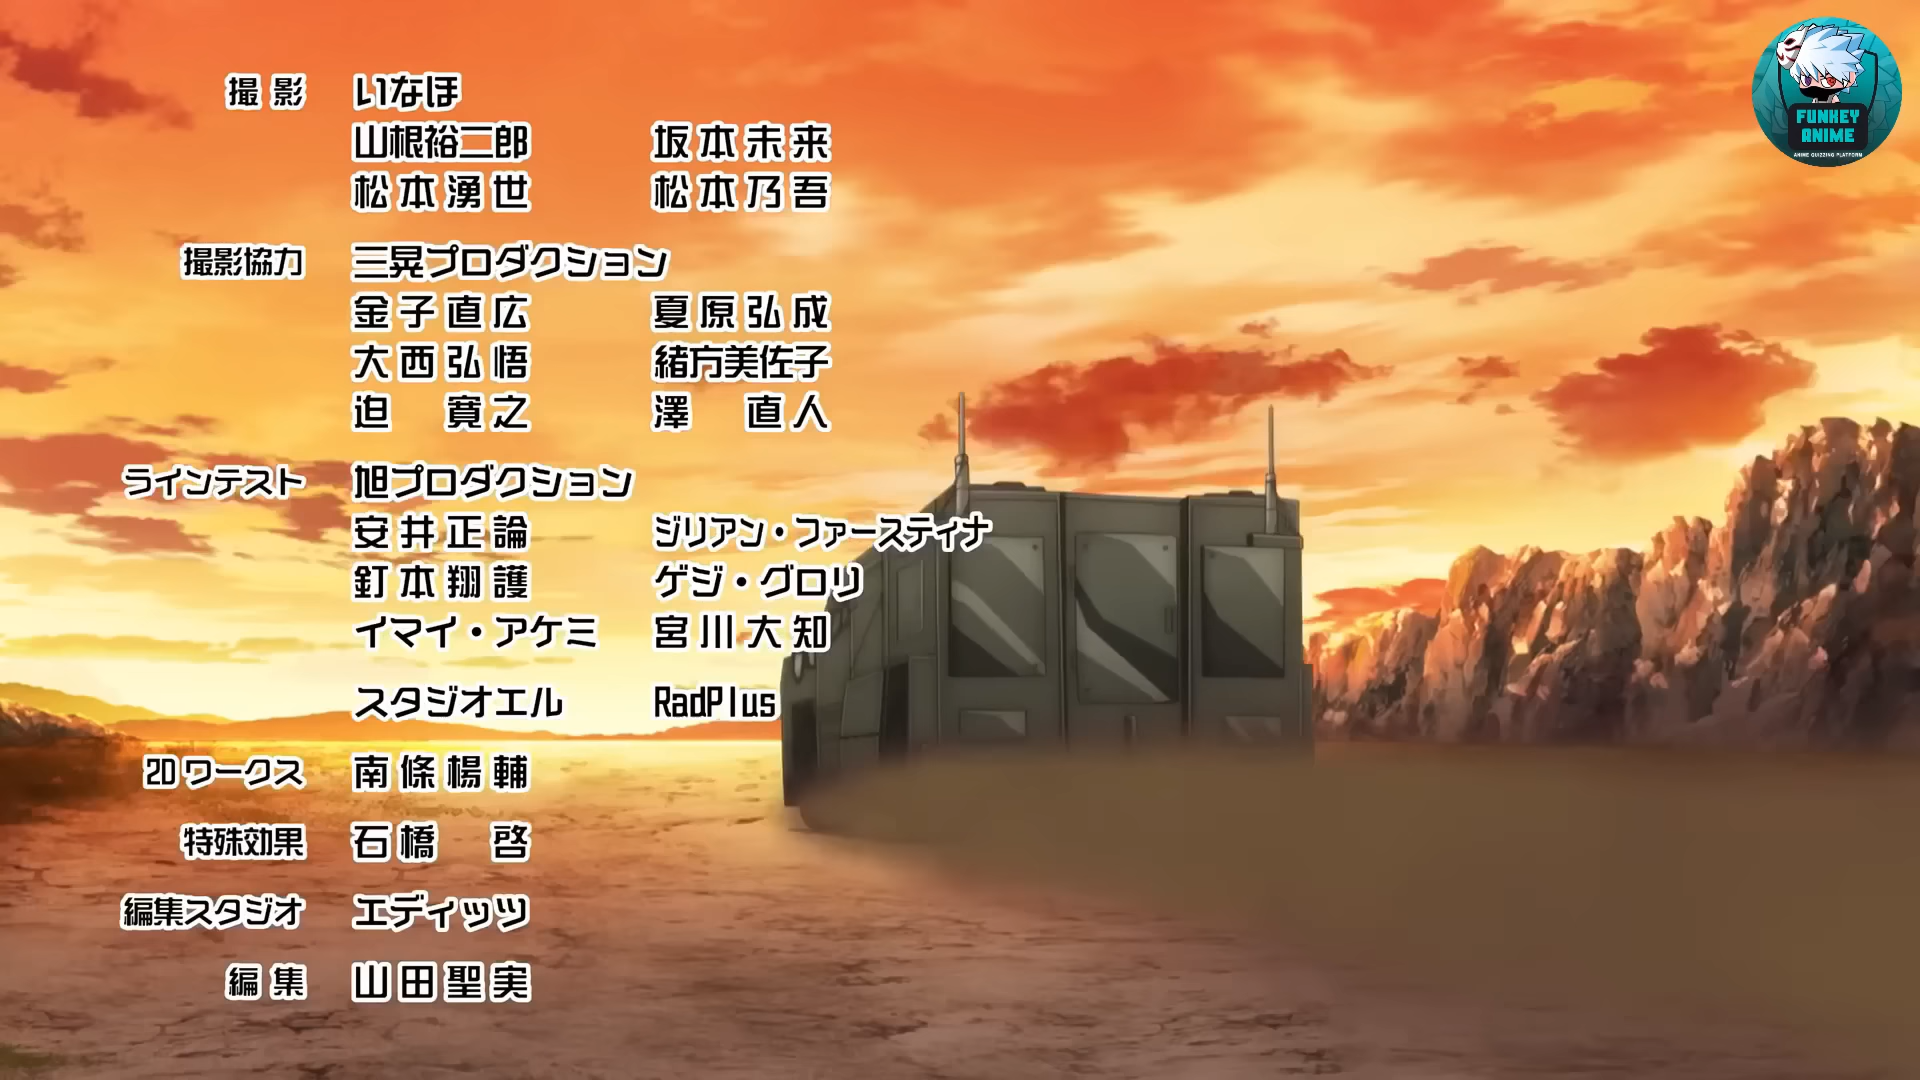 撮影 いなほ
山根裕二郎 坂本未来
松本湧世 松本乃吾
撮影協力 三晃プロダクション
金子直広 夏原弘成
大西弘悟 緒方美佐子
迫 寛之 澤 直人
ラインテスト 旭プロダクション
安井正論 ジリアン・ファースティナ
釘本翔護 ゲジ・グロリ
イマイ・アケミ 宮川大知
スタジオエル RadPlus
2Dワークス 南條楊輔
特殊効果 石橋 啓
編集スタジオ エディッツ
編集 山田聖実
FUNKEY
ANIME
ANIME QUIZZING PLATFORM